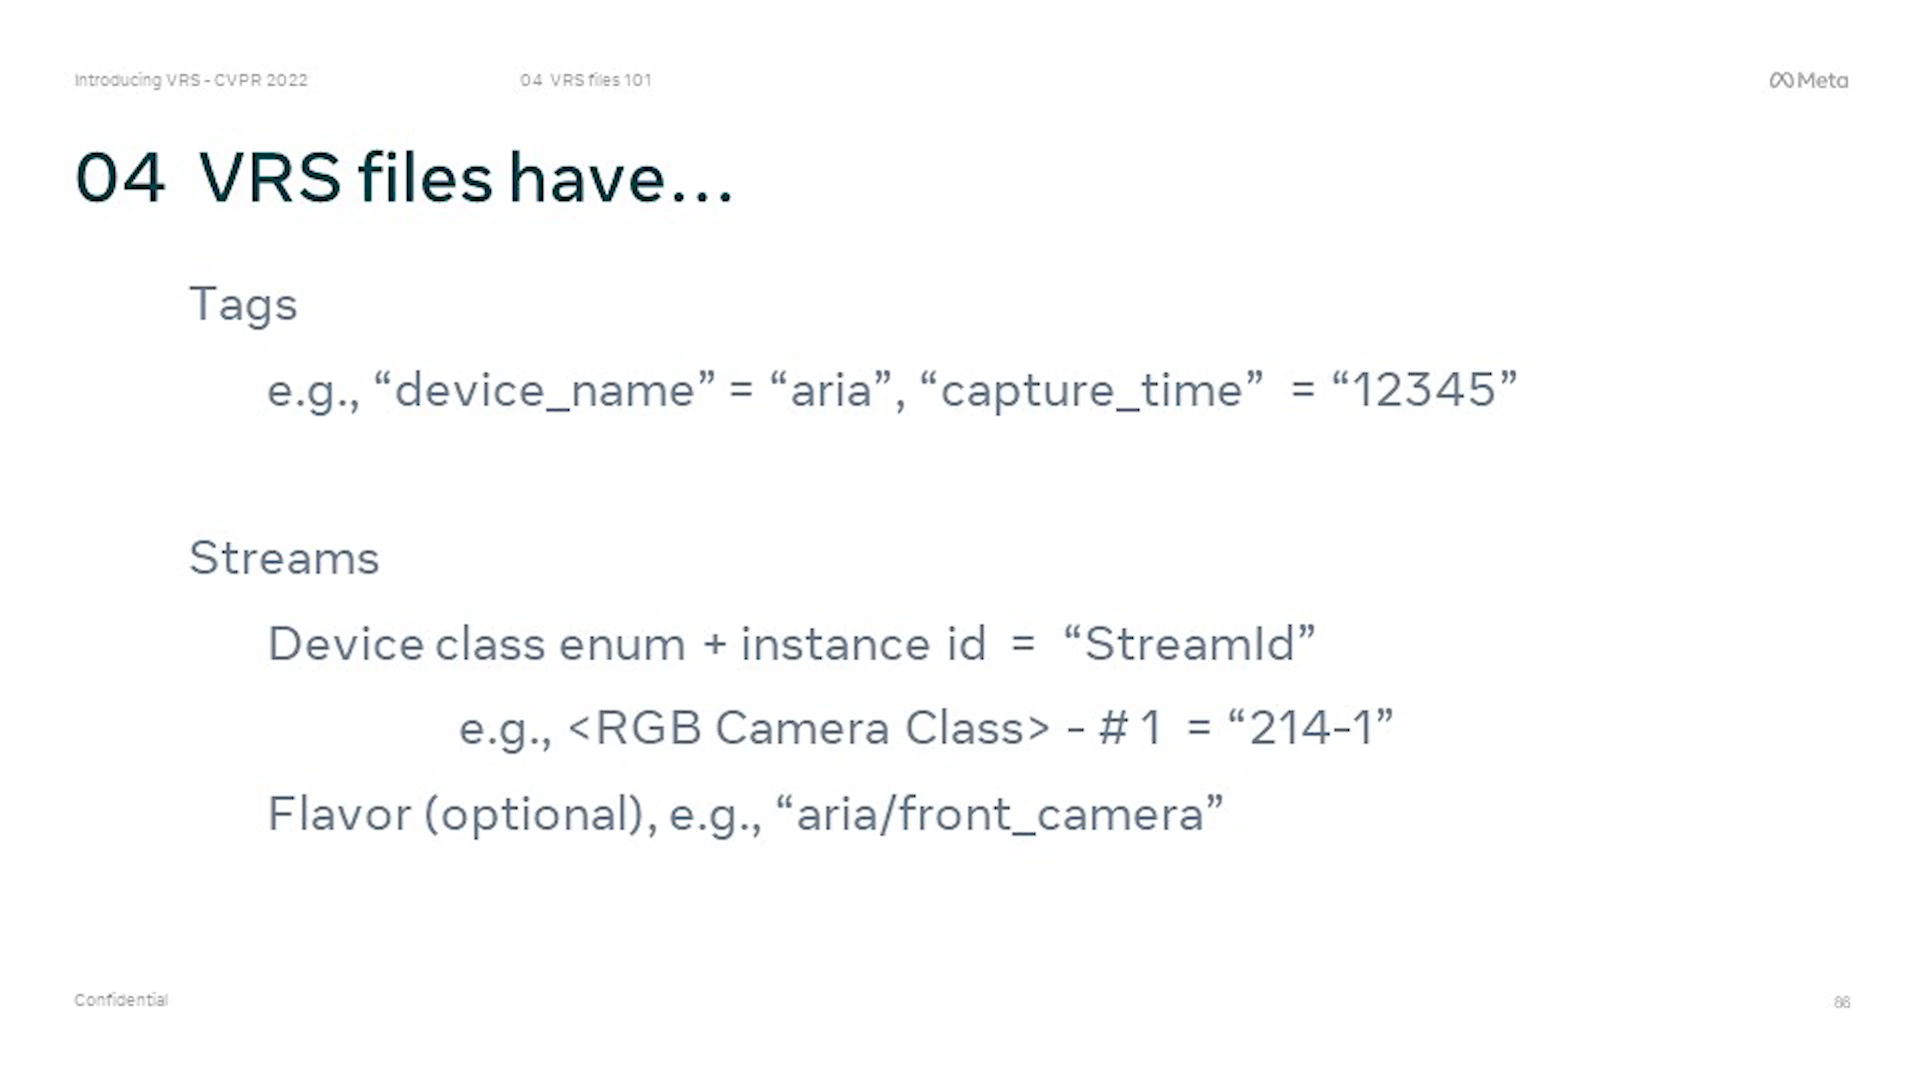 Introducing VRS - CVPR 2022
04 VRS files 101
Meta
04 VRS files have...
Tags
e.g., “device_name” = “aria”, “capture_time” = “12345”
Streams
Device class enum + instance id = “StreamId”
e.g., <RGB Camera Class> - # 1 = “214-1”
Flavor (optional), e.g., “aria/front_camera”
Confidential